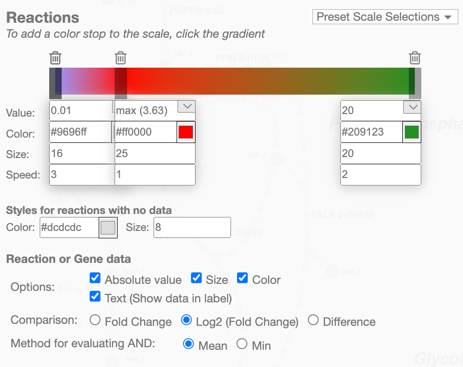 Reactions
Preset Scale Selections
To add a color stop to the scale, click the gradient
Value: 0.01 max (3.63) 20
Color: #9696ff #ff0000 #209123
Size: 16 25 20
Speed: 3 1 2
Styles for reactions with no data
Color: #dcdcdc Size: 8
Reaction or Gene data
Options: Absolute value Size Color
Text (Show data in label)
Comparison: Fold Change Log2 (Fold Change) Difference
Method for evaluating AND: Mean Min